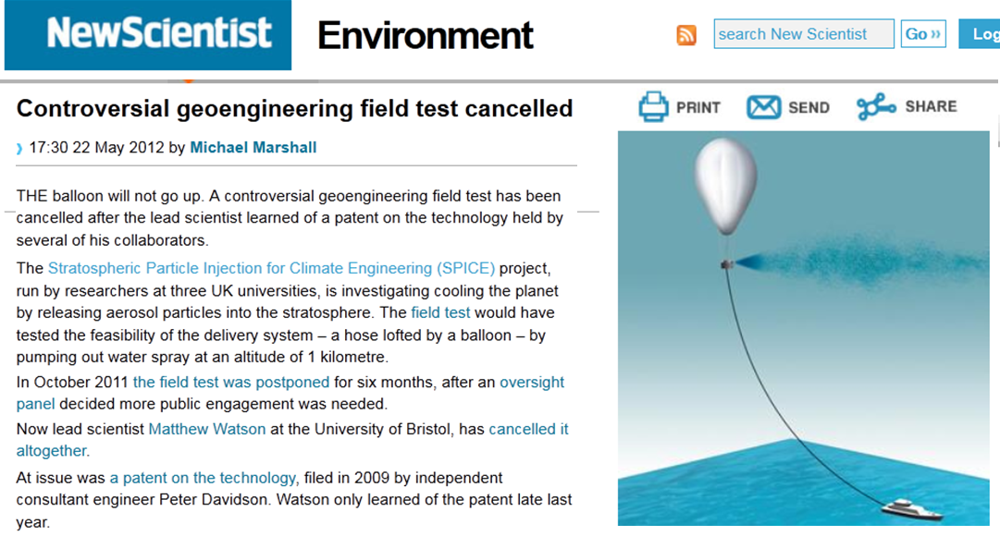 NewScientist Environment search New Scientist Go »
Controversial geoengineering field test cancelled
PRINT SEND SHARE
17:30 22 May 2012 by Michael Marshall
THE balloon will not go up. A controversial geoengineering field test has been
cancelled after the lead scientist learned of a patent on the technology held by
several of his collaborators.
The Stratospheric Particle Injection for Climate Engineering (SPICE) project,
run by researchers at three UK universities, is investigating cooling the planet
by releasing aerosol particles into the stratosphere. The field test would have
tested the feasibility of the delivery system – a hose lofted by a balloon – by
pumping out water spray at an altitude of 1 kilometre.
In October 2011 the field test was postponed for six months, after an oversight
panel decided more public engagement was needed.
Now lead scientist Matthew Watson at the University of Bristol, has cancelled it
altogether.
At issue was a patent on the technology, filed in 2009 by independent
consultant engineer Peter Davidson. Watson only learned of the patent late last
year.